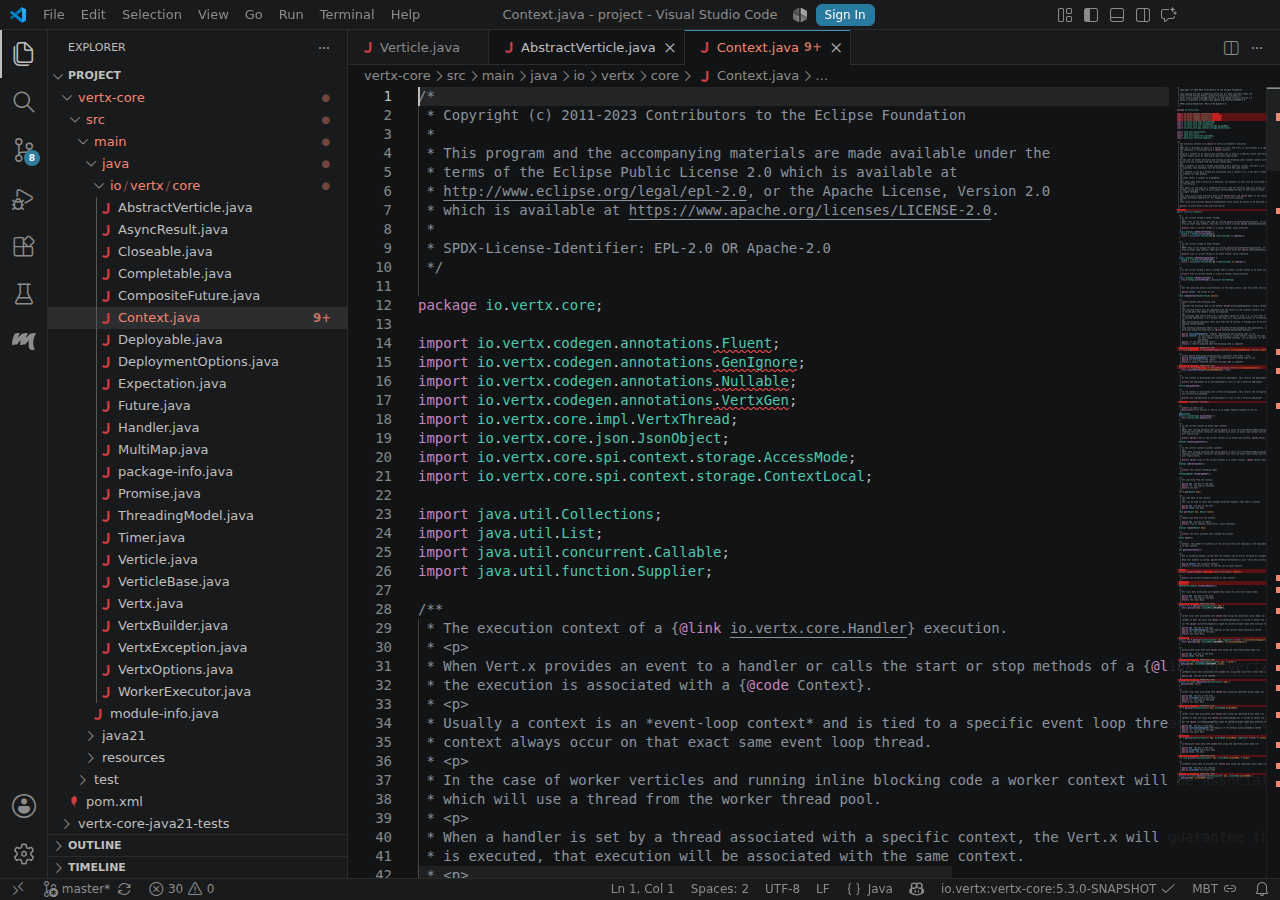 File Edit Selection View Go Run Terminal Help Context.java - project - Visual Studio Code Sign In
EXPLORER
PROJECT
vertx-core
src
main
java
io/vertx/core
AbstractVerticle.java
AsyncResult.java
Closeable.java
Completable.java
CompositeFuture.java
Context.java 9+
Deployable.java
DeploymentOptions.java
Expectation.java
Future.java
Handler.java
MultiMap.java
package-info.java
Promise.java
ThreadingModel.java
Timer.java
Verticle.java
VerticleBase.java
Vertx.java
VertxBuilder.java
VertxException.java
VertxOptions.java
WorkerExecutor.java
module-info.java
java21
resources
test
pom.xml
vertx-core-java21-tests
OUTLINE
TIMELINE
8
Verticle.java AbstractVerticle.java Context.java 9+
vertx-core > src > main > java > io > vertx > core > Context.java > ...
1 /*
2 * Copyright (c) 2011-2023 Contributors to the Eclipse Foundation
3 *
4 * This program and the accompanying materials are made available under the
5 * terms of the Eclipse Public License 2.0 which is available at
6 * http://www.eclipse.org/legal/epl-2.0, or the Apache License, Version 2.0
7 * which is available at https://www.apache.org/licenses/LICENSE-2.0.
8 *
9 * SPDX-License-Identifier: EPL-2.0 OR Apache-2.0
10 */
11
12 package io.vertx.core;
13
14 import io.vertx.codegen.annotations.Fluent;
15 import io.vertx.codegen.annotations.GenIgnore;
16 import io.vertx.codegen.annotations.Nullable;
17 import io.vertx.codegen.annotations.VertxGen;
18 import io.vertx.core.impl.VertxThread;
19 import io.vertx.core.json.JsonObject;
20 import io.vertx.core.spi.context.storage.AccessMode;
21 import io.vertx.core.spi.context.storage.ContextLocal;
22
23 import java.util.Collections;
24 import java.util.List;
25 import java.util.concurrent.Callable;
26 import java.util.function.Supplier;
27
28 /**
29 * The execution context of a {@link io.vertx.core.Handler} execution.
30 * <p>
31 * When Vert.x provides an event to a handler or calls the start or stop methods of a {@l
32 * the execution is associated with a {@code Context}.
33 * <p>
34 * Usually a context is an *event-loop context* and is tied to a specific event loop thre
35 * context always occur on that exact same event loop thread.
36 * <p>
37 * In the case of worker verticles and running inline blocking code a worker context will
38 * which will use a thread from the worker thread pool.
39 * <p>
40 * When a handler is set by a thread associated with a specific context, the Vert.x will guarantee
41 * is executed, that execution will be associated with the same context.
42 * <p>
master* 30 0 Ln 1, Col 1 Spaces: 2 UTF-8 LF { } Java io.vertx:vertx-core:5.3.0-SNAPSHOT MBT